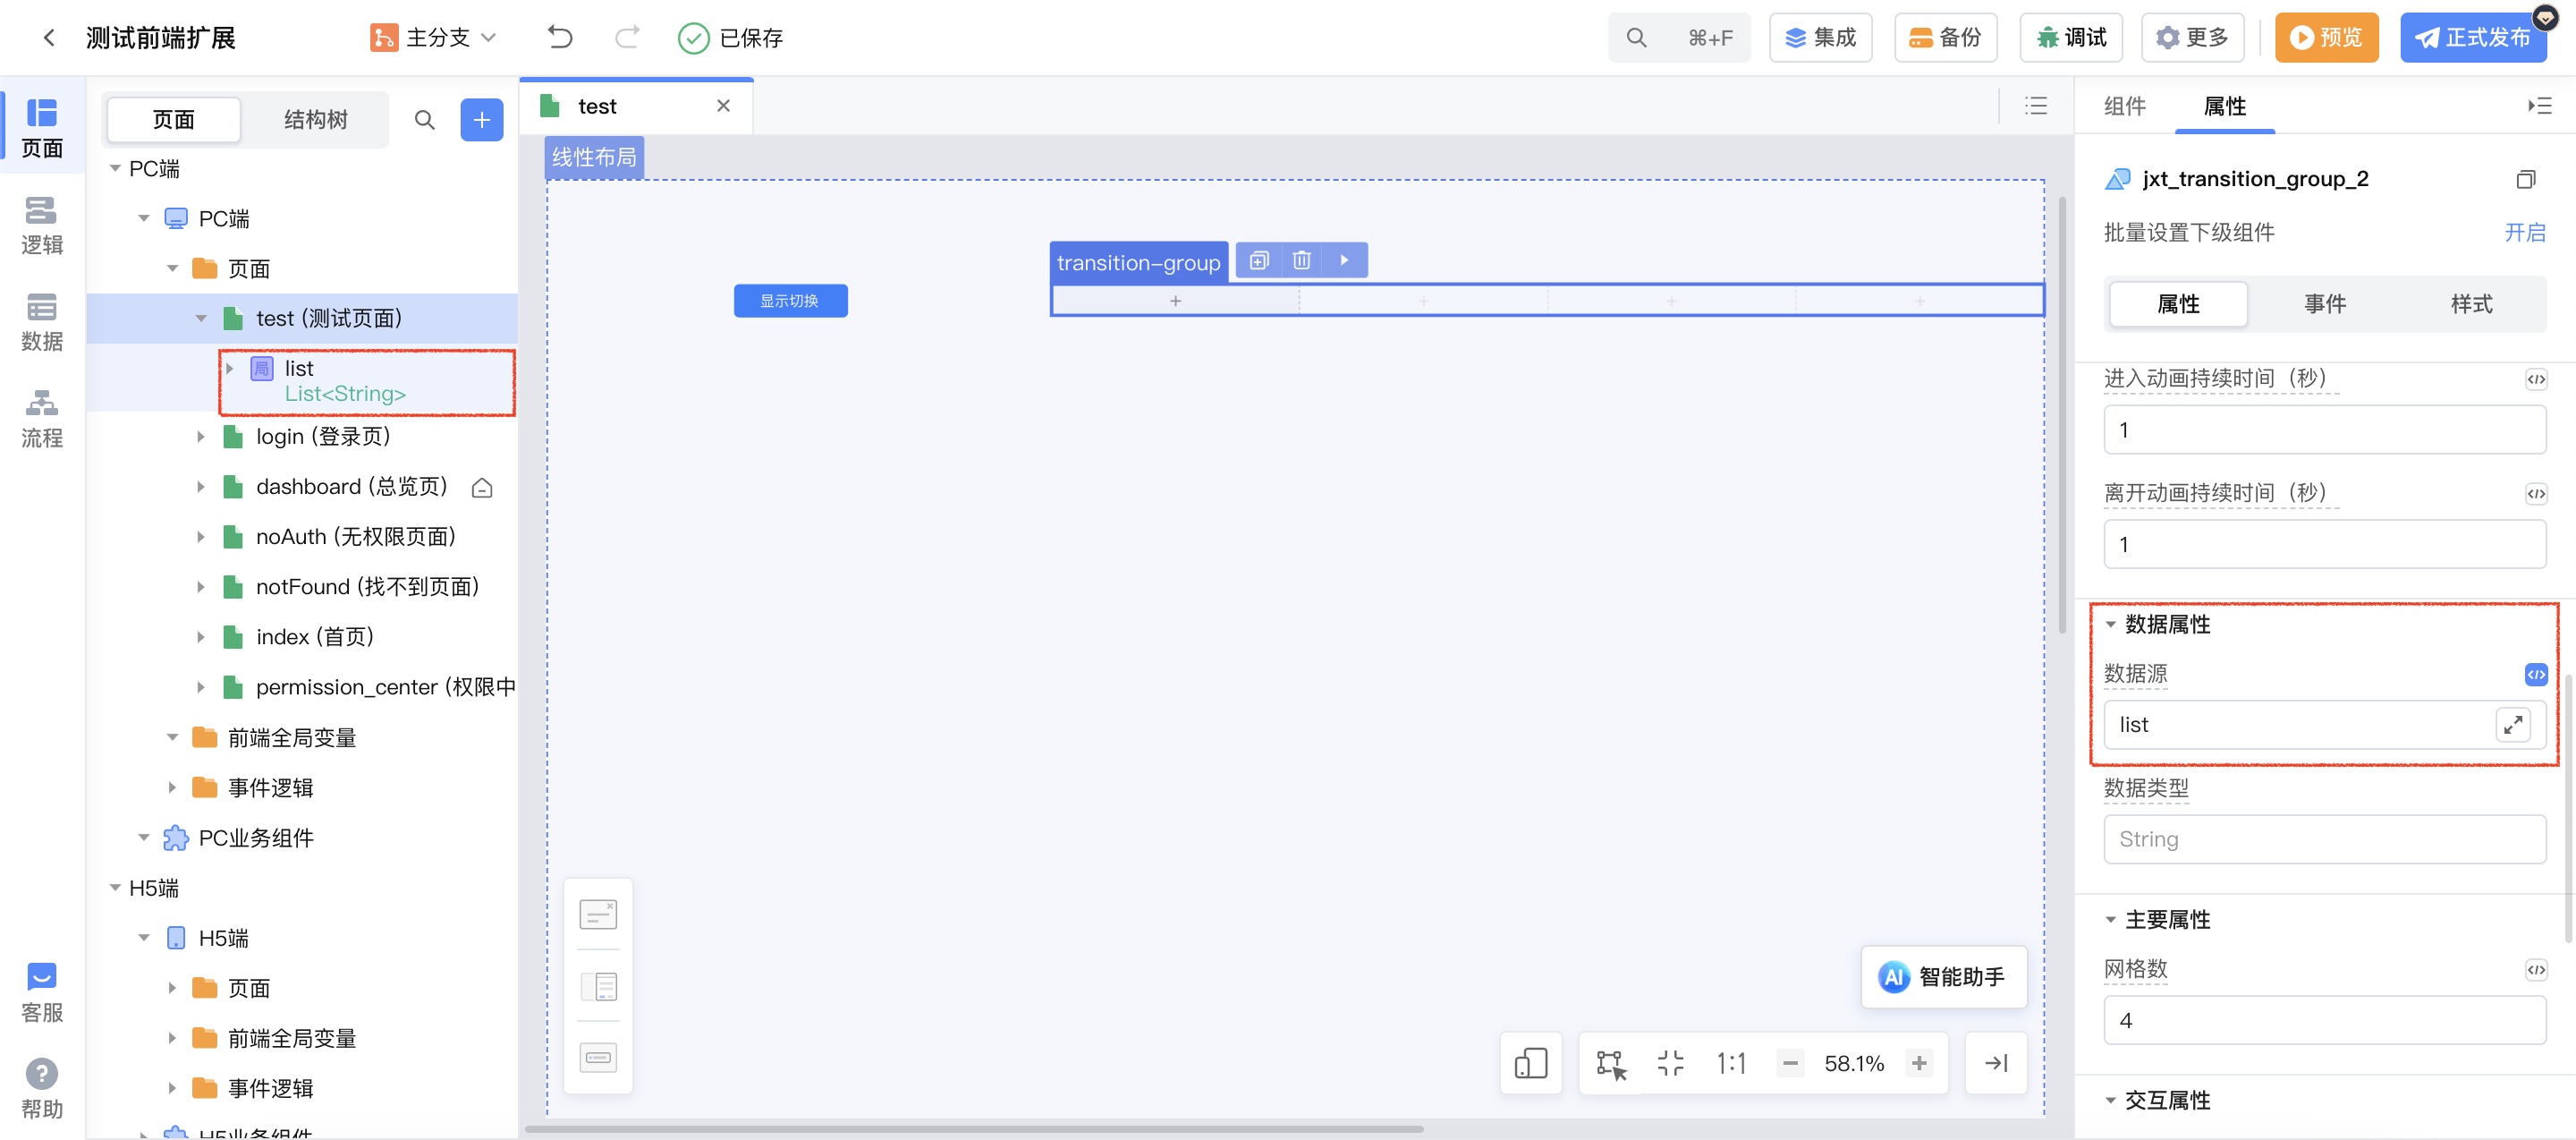 测试前端扩展
主分支
已保存
⌘+F
集成
备份
调试
更多
预览
正式发布
页面
逻辑
数据
流程
客服
帮助
页面
结构树
PC端
PC端
页面
test (测试页面)
局
list
List<String>
login (登录页)
dashboard (总览页)
noAuth (无权限页面)
notFound (找不到页面)
index (首页)
permission_center (权限中
前端全局变量
事件逻辑
PC业务组件
H5端
H5端
页面
前端全局变量
事件逻辑
H5业务组件
test
线性布局
显示切换
transition-group
AI 智能助手
1:1
58.1%
组件
属性
jxt_transition_group_2
批量设置下级组件
开启
属性
事件
样式
进入动画持续时间（秒）
1
离开动画持续时间（秒）
1
数据属性
数据源
list
数据类型
String
主要属性
网格数
4
交互属性